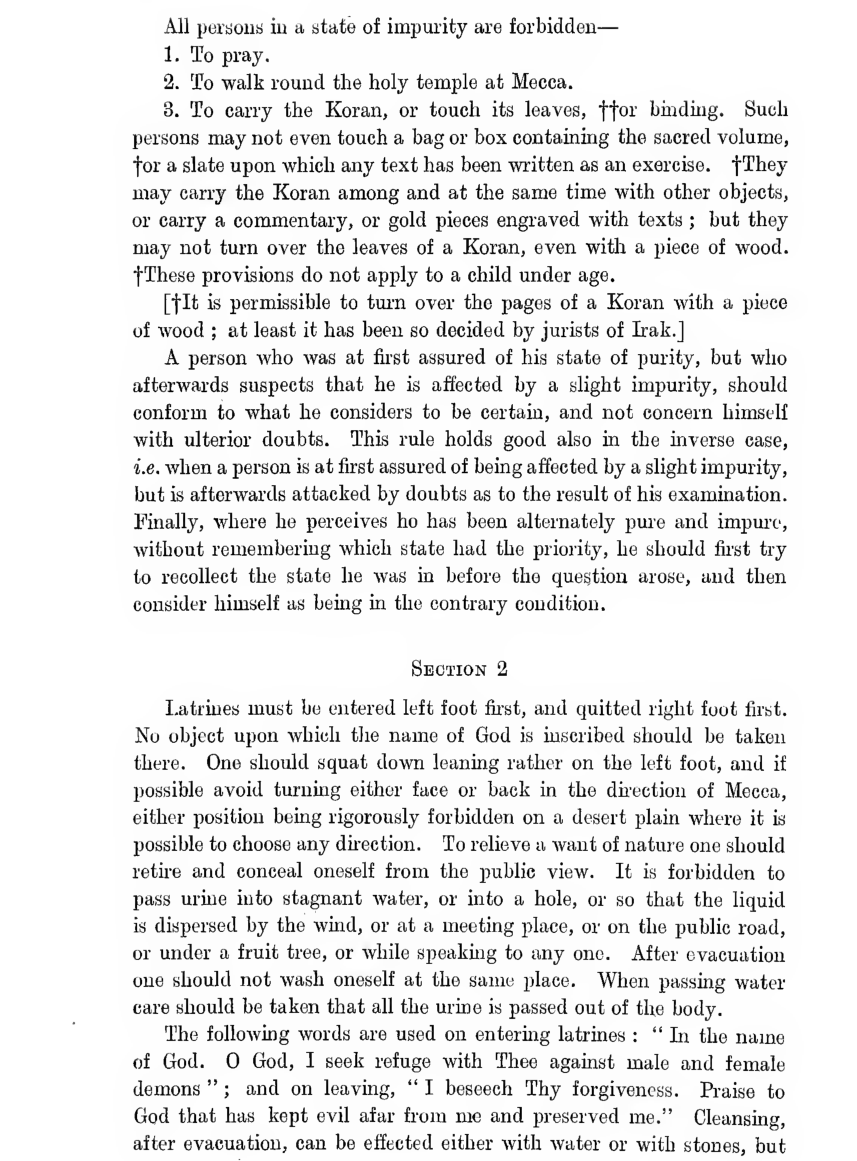 All persons in a state of impurity are forbidden—
1. To pray.
2. To walk round the holy temple at Mecca.
3. To carry the Koran, or touch its leaves, ††or binding. Such
persons may not even touch a bag or box containing the sacred volume,
†or a slate upon which any text has been written as an exercise. †They
may carry the Koran among and at the same time with other objects,
or carry a commentary, or gold pieces engraved with texts ; but they
may not turn over the leaves of a Koran, even with a piece of wood.
†These provisions do not apply to a child under age.
[†It is permissible to turn over the pages of a Koran with a piece
of wood ; at least it has been so decided by jurists of Irak.]
A person who was at first assured of his state of purity, but who
afterwards suspects that he is affected by a slight impurity, should
conform to what he considers to be certain, and not concern himself
with ulterior doubts. This rule holds good also in the inverse case,
i.e. when a person is at first assured of being affected by a slight impurity,
but is afterwards attacked by doubts as to the result of his examination.
Finally, where he perceives he has been alternately pure and impure,
without remembering which state had the priority, he should first try
to recollect the state he was in before the question arose, and then
consider himself as being in the contrary condition.
SECTION 2
Latrines must be entered left foot first, and quitted right foot first.
No object upon which the name of God is inscribed should be taken
there. One should squat down leaning rather on the left foot, and if
possible avoid turning either face or back in the direction of Mecca,
either position being rigorously forbidden on a desert plain where it is
possible to choose any direction. To relieve a want of nature one should
retire and conceal oneself from the public view. It is forbidden to
pass urine into stagnant water, or into a hole, or so that the liquid
is dispersed by the wind, or at a meeting place, or on the public road,
or under a fruit tree, or while speaking to any one. After evacuation
one should not wash oneself at the same place. When passing water
care should be taken that all the urine is passed out of the body.
The following words are used on entering latrines : “ In the name
of God. O God, I seek refuge with Thee against male and female
demons ” ; and on leaving, “ I beseech Thy forgiveness. Praise to
God that has kept evil afar from me and preserved me.” Cleansing,
after evacuation, can be effected either with water or with stones, but